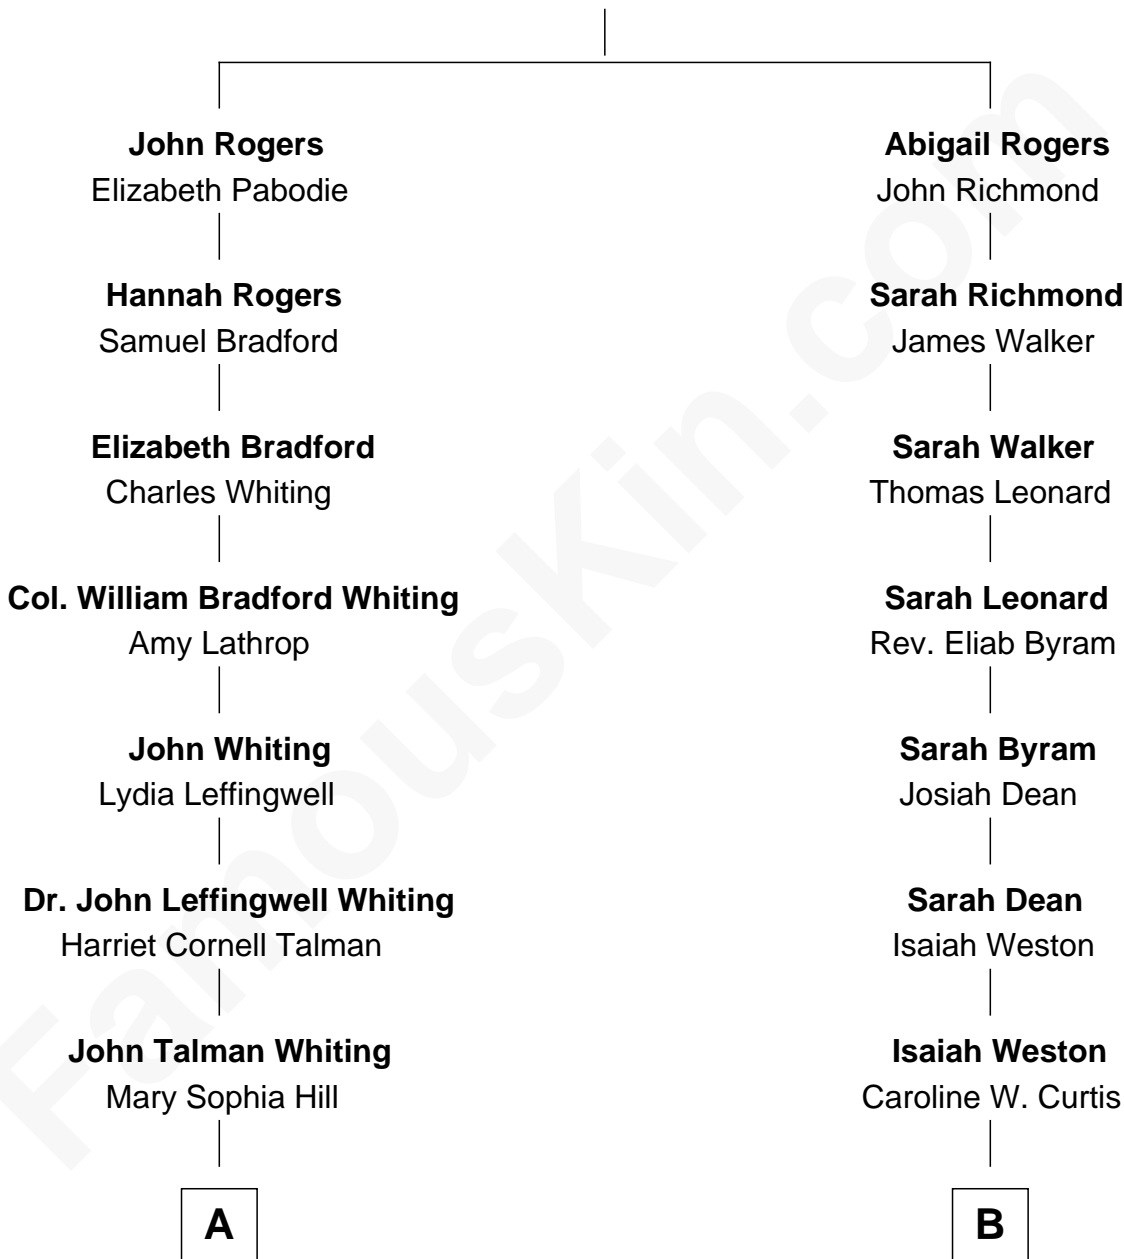 John Rogers
Elizabeth Pabodie
Hannah Rogers
Samuel Bradford
Elizabeth Bradford
Charles Whiting
Col. William Bradford Whiting
Amy Lathrop
John Whiting
Lydia Leffingwell
Dr. John Leffingwell Whiting
Harriet Cornell Talman
John Talman Whiting
Mary Sophia Hill
A
Abigail Rogers
John Richmond
Sarah Richmond
James Walker
Sarah Walker
Thomas Leonard
Sarah Leonard
Rev. Eliab Byram
Sarah Byram
Josiah Dean
Sarah Dean
Isaiah Weston
Isaiah Weston
Caroline W. Curtis
B
FamousKin.com